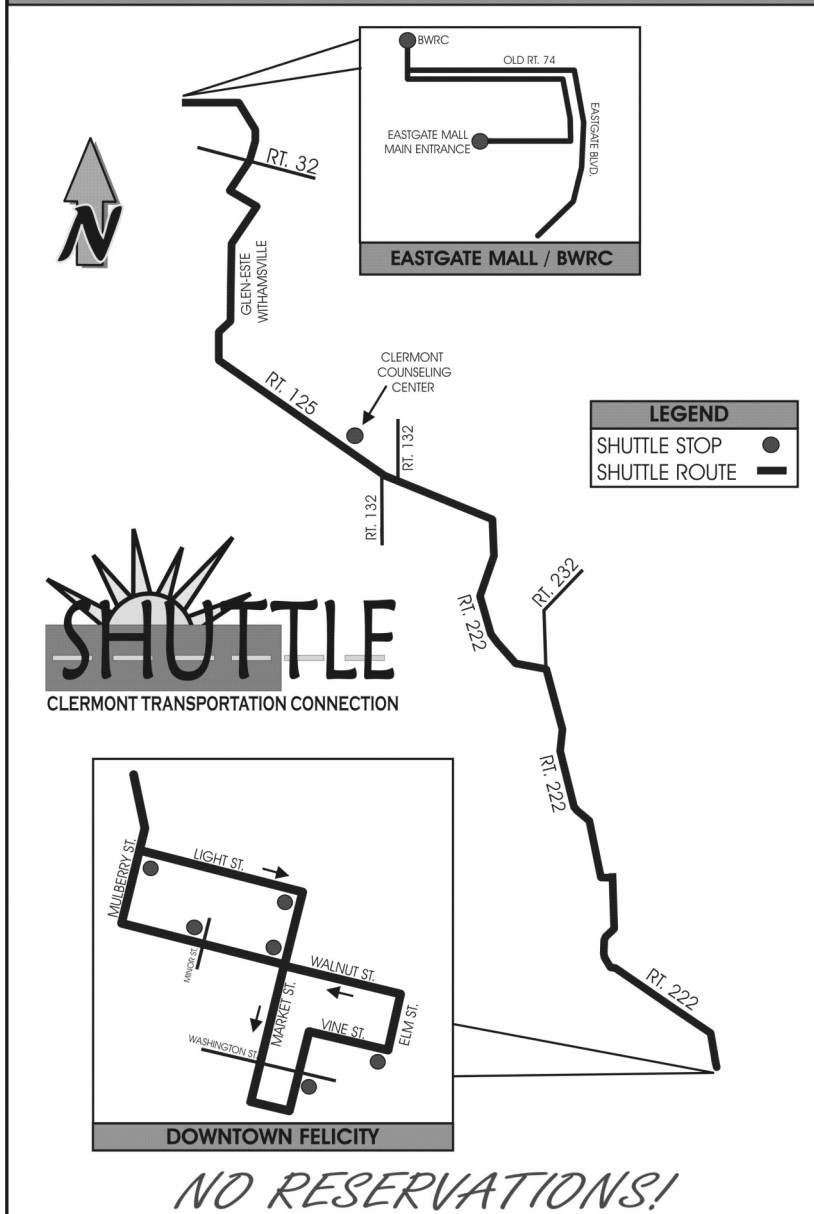 BWRC
OLD RT. 74
EASTGATE BLVD.
EASTGATE MALL
MAIN ENTRANCE
EASTGATE MALL / BWRC
RT. 32
N
GLEN-ESTE
WITHAMSVILLE
CLERMONT
COUNSELING
CENTER
RT. 125
RT. 132
RT. 132
LEGEND
SHUTTLE STOP
SHUTTLE ROUTE
RT. 232
RT. 222
SHUTTLE
CLERMONT TRANSPORTATION CONNECTION
RT. 222
LIGHT ST.
MULBERRY ST.
MINOR ST.
WALNUT ST.
MARKET ST.
VINE ST.
ELM ST.
WASHINGTON ST.
RT. 222
DOWNTOWN FELICITY
NO RESERVATIONS!